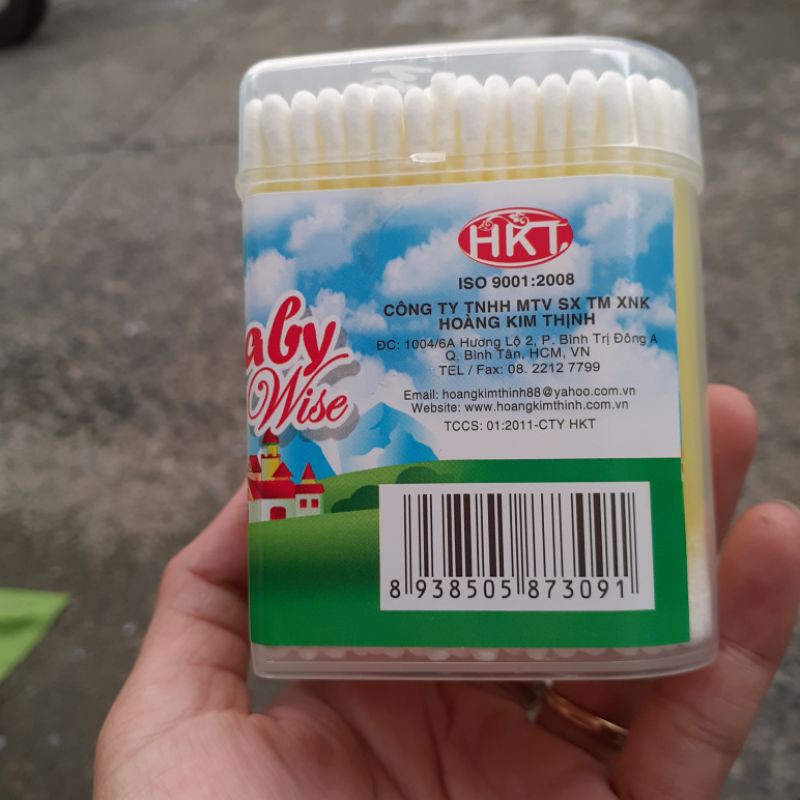 HKT.
ISO 9001:2008
CÔNG TY TNHH MTV SX TM XNK
HOÀNG KIM THỊNH
ĐC: 1004/6A Hương Lộ 2, P. Bình Trị Đông A
Q. Bình Tân, HCM, VN
TEL / Fax: 08. 2212 7799
Email: hoangkimthinh88@yahoo.com.vn
Website: www.hoangkimthinh.com.vn
TCCS: 01:2011-CTY HKT
aby
Wise
8 938505 873091